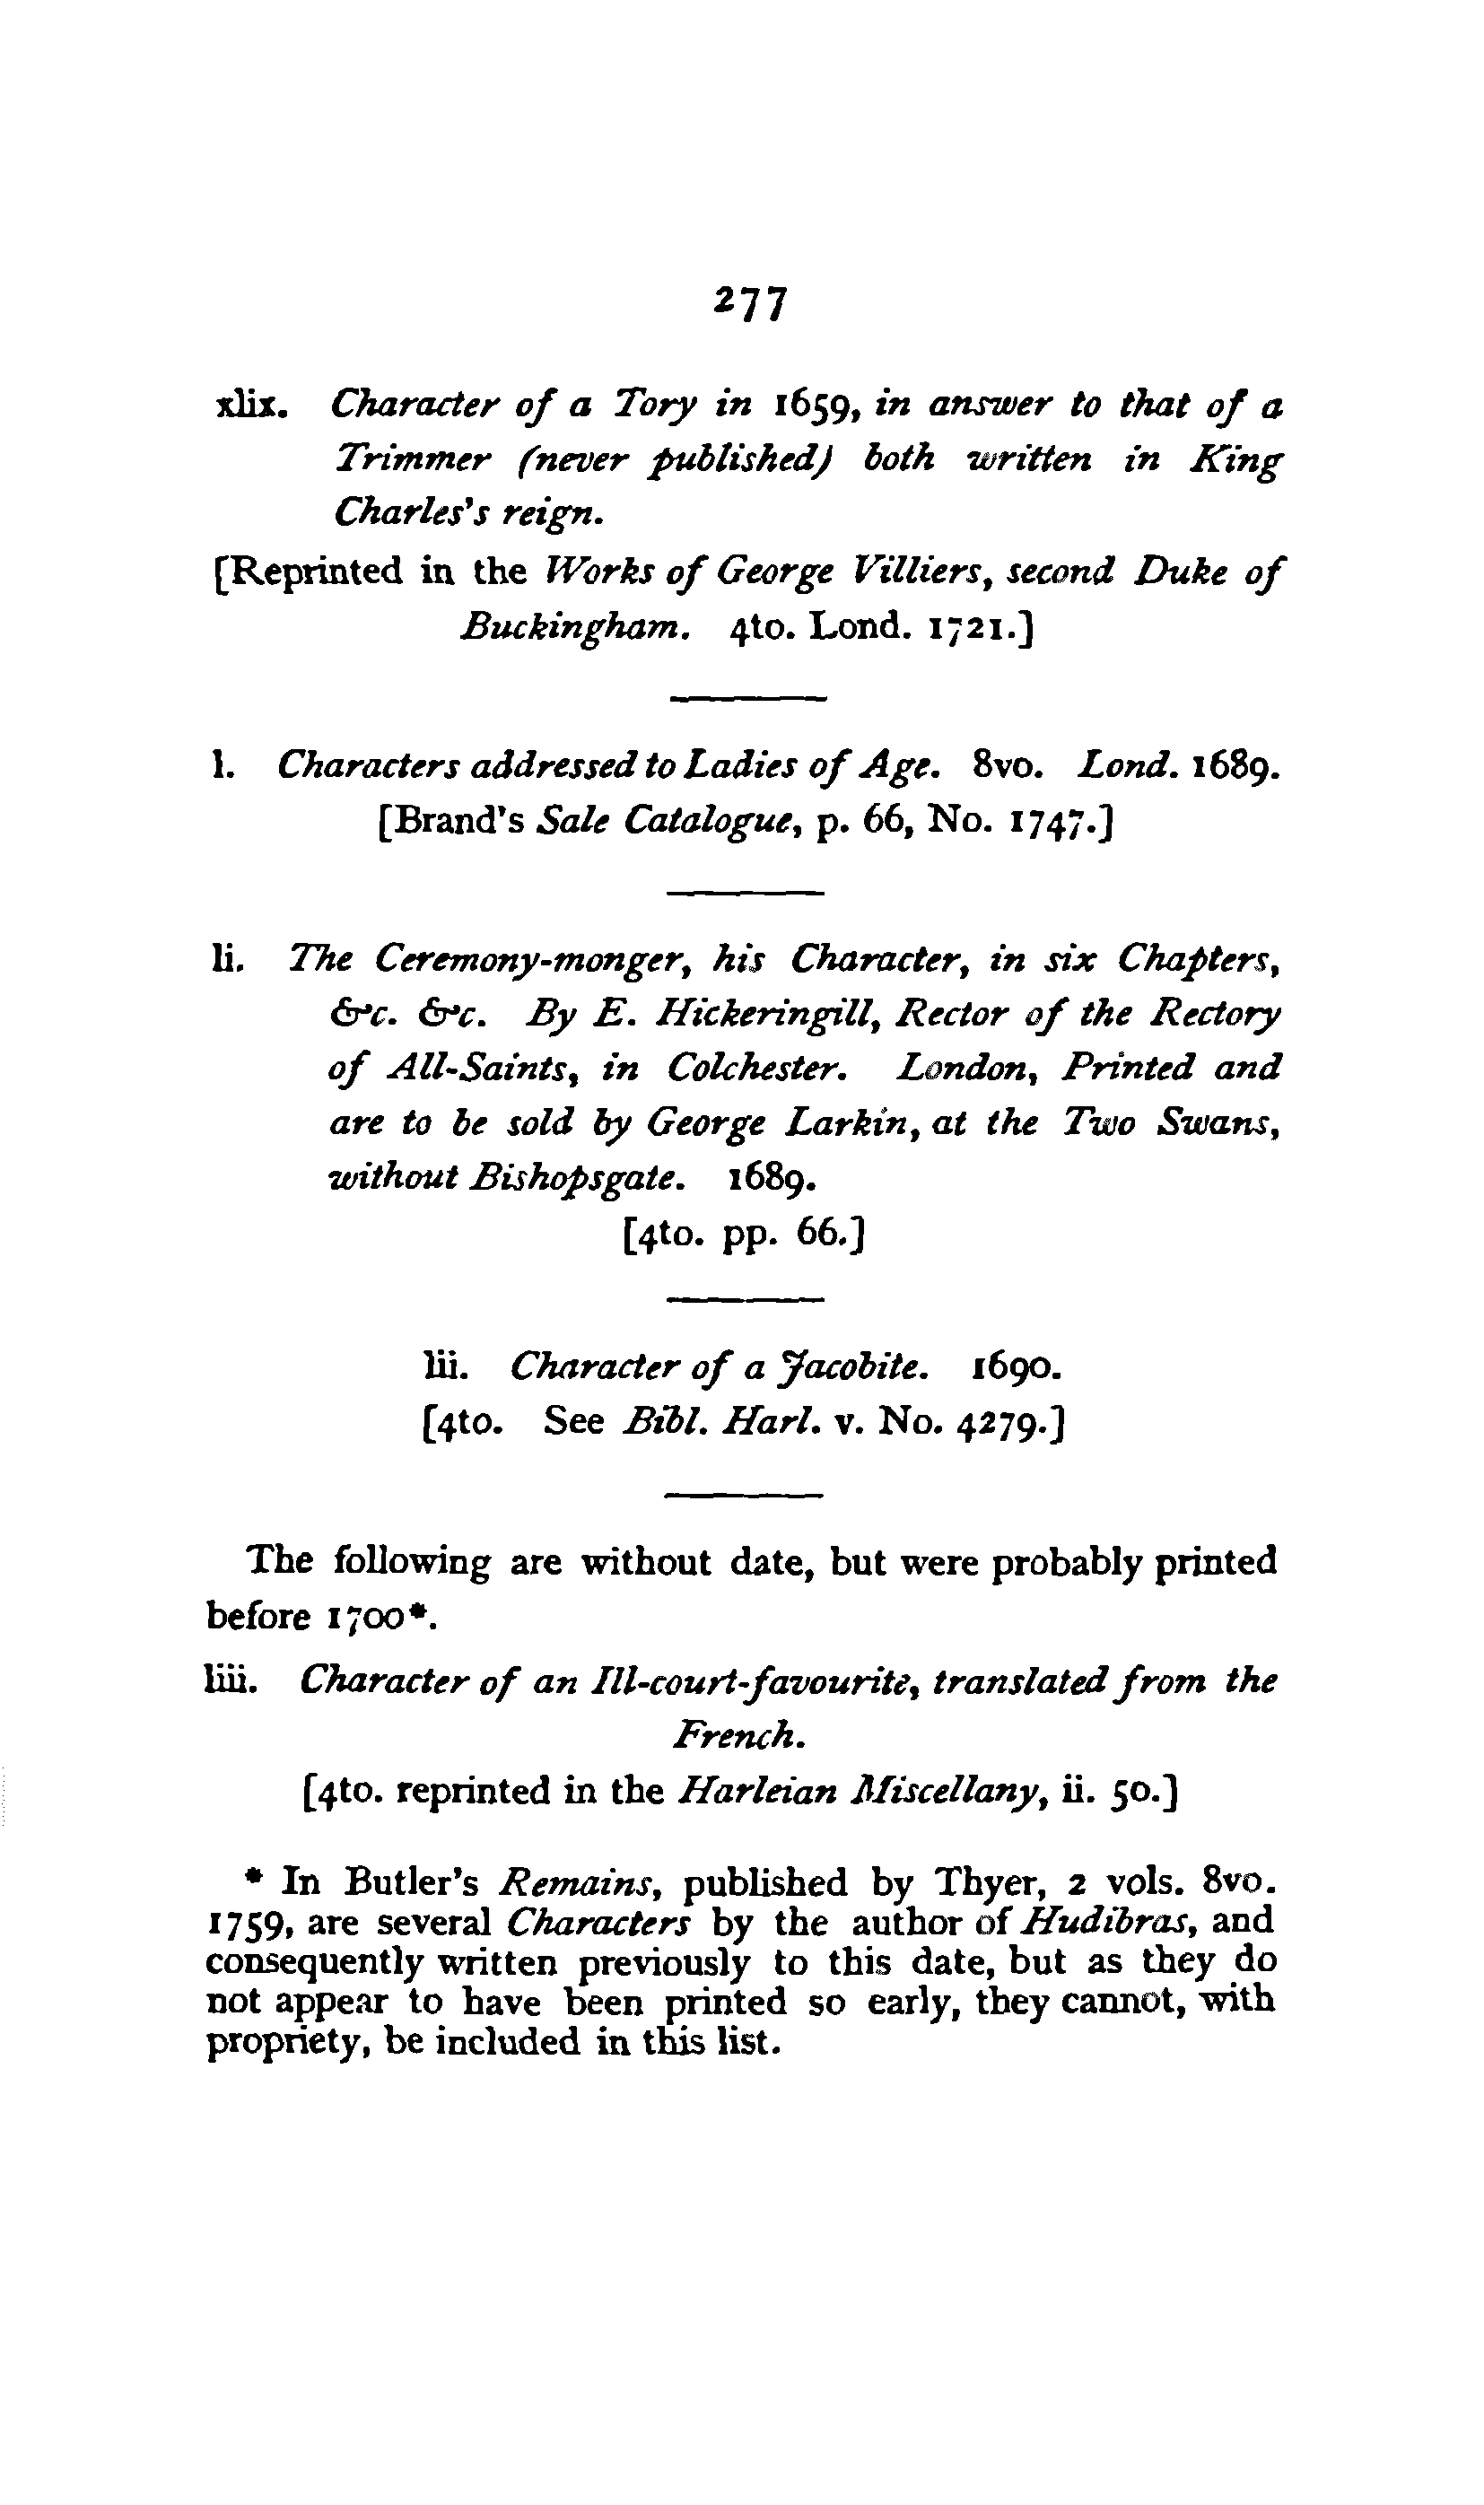 277
xlix. Character of a Tory in 1659, in answer to that of a
Trimmer (never published) both written in King
Charles's reign.
[Reprinted in the Works of George Villiers, second Duke of
Buckingham. 4to. Lond. 1721.]
l. Characters addressed to Ladies of Age. 8vo. Lond. 1689.
[Brand's Sale Catalogue, p. 66, No. 1747.]
li. The Ceremony-monger, his Character, in six Chapters,
&c. &c. By E. Hickeringill, Rector of the Rectory
of All-Saints, in Colchester. London, Printed and
are to be sold by George Larkin, at the Two Swans,
without Bishopsgate. 1689.
[4to. pp. 66.]
lii. Character of a Jacobite. 1690.
[4to. See Bibl. Harl. v. No. 4279.]
The following are without date, but were probably printed
before 1700*.
liii. Character of an Ill-court-favourite, translated from the
French.
[4to. reprinted in the Harleian Miscellany, ii. 50.]
* In Butler's Remains, published by Thyer, 2 vols. 8vo.
1759, are several Characters by the author of Hudibras, and
consequently written previously to this date, but as they do
not appear to have been printed so early, they cannot, with
propriety, be included in this list.